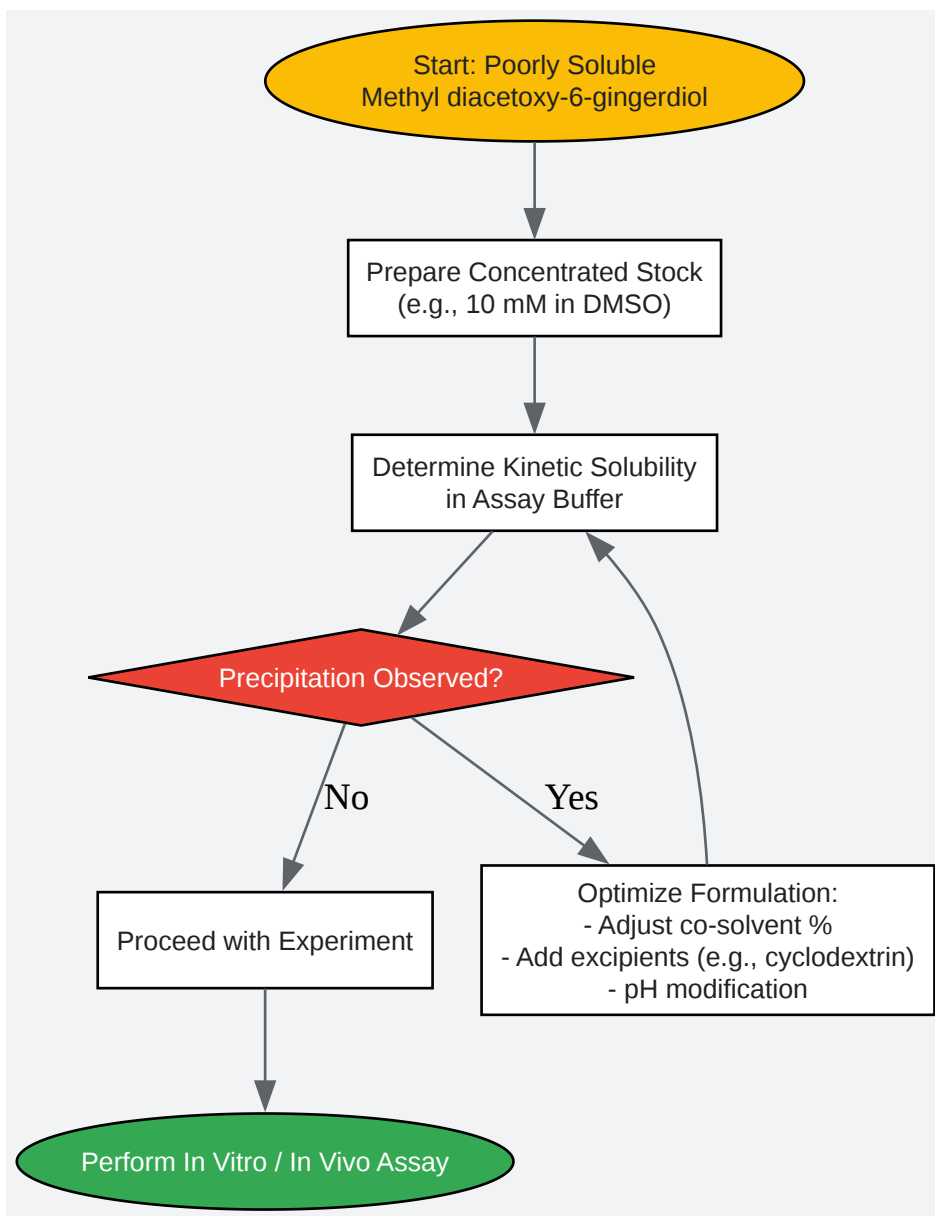 Start: Poorly Soluble
Methyl diacetoxy-6-gingerdiol
Prepare Concentrated Stock
(e.g., 10 mM in DMSO)
Determine Kinetic Solubility
in Assay Buffer
Precipitation Observed?
No
Yes
Proceed with Experiment
Optimize Formulation:
- Adjust co-solvent %
- Add excipients (e.g., cyclodextrin)
- pH modification
Perform In Vitro / In Vivo Assay